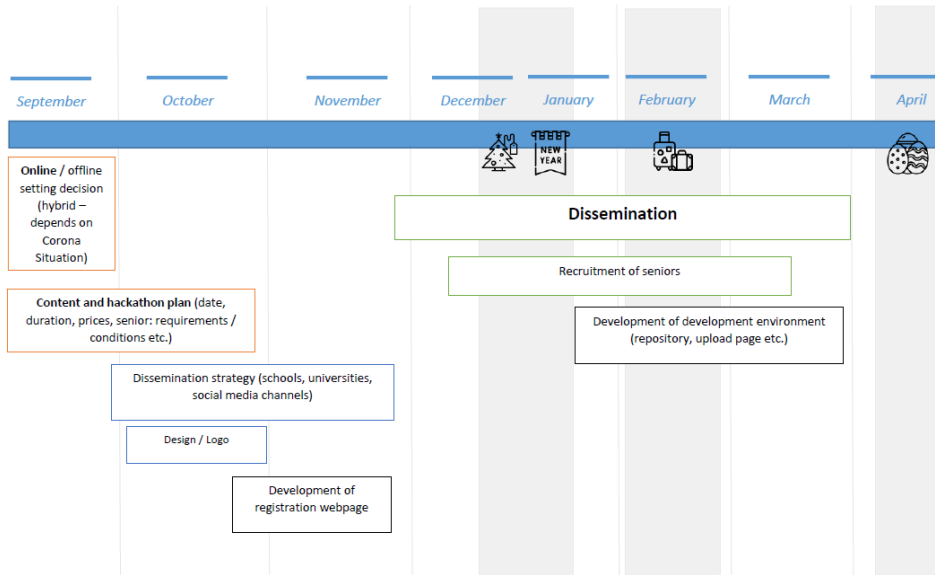 September
October
November
December
January
February
March
April
NEW
YEAR
Online / offline
setting decision
(hybrid –
depends on
Corona
Situation)
Dissemination
Recruitment of seniors
Content and hackathon plan (date,
duration, prices, senior: requirements /
conditions etc.)
Development of development environment
(repository, upload page etc.)
Dissemination strategy (schools, universities,
social media channels)
Design / Logo
Development of
registration webpage